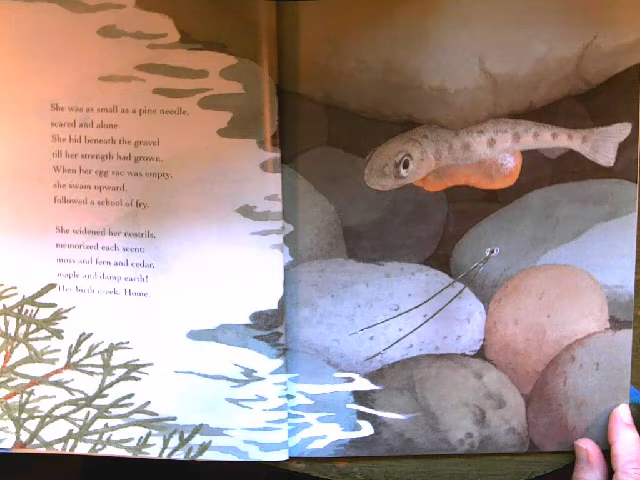 She was as small as a pine needle,
scared and alone.
She hid beneath the gravel
till her strength had grown.
When her egg sac was empty,
she swam upward,
followed a school of fry.
She widened her nostrils,
memorized each scent:
moss and fern and cedar,
maple and damp earth!
Her birth creek. Home.